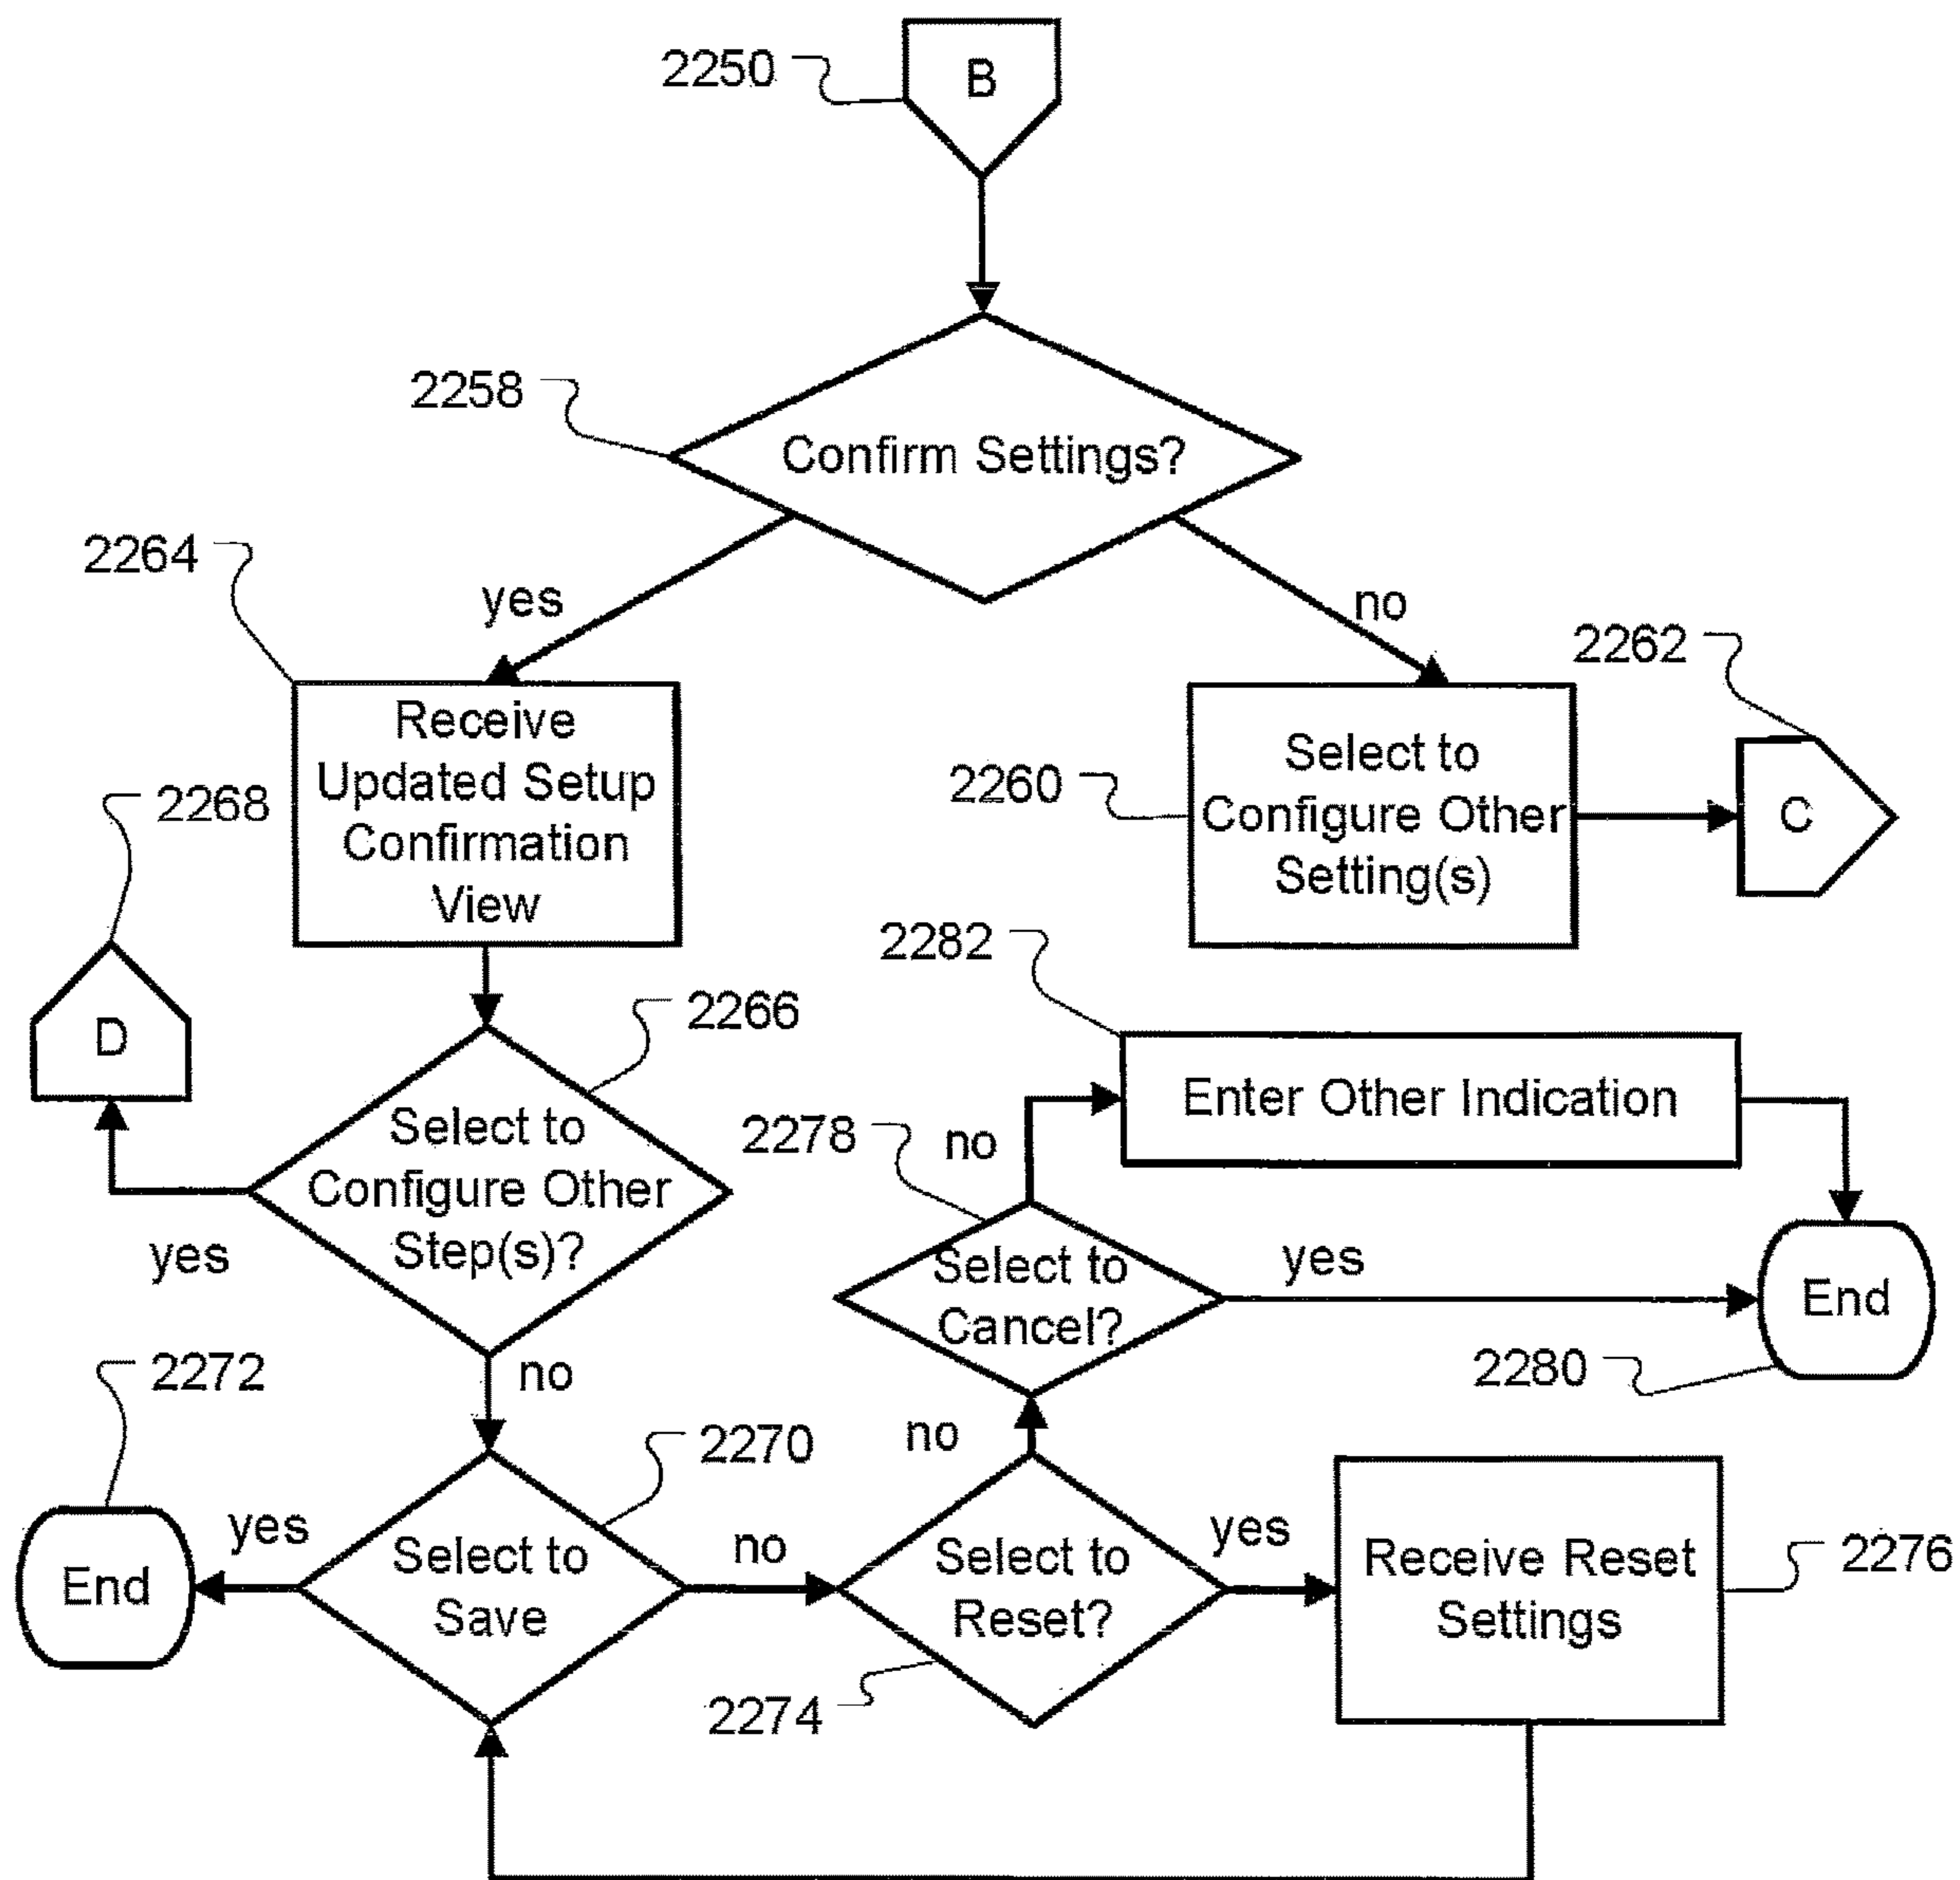 2250
B
2258
Confirm Settings?
2264
yes
no
2262
Receive
Updated Setup
Confirmation
View
2260
Select to
Configure Other
Setting(s)
C
2268
D
2266
Select to
Configure Other
Step(s)?
yes
no
2282
Enter Other Indication
2278
no
Select to
Cancel?
yes
End
2280
2272
End
yes
2270
Select to
Save
no
no
Select to
Reset?
2274
yes
Receive Reset
Settings
2276